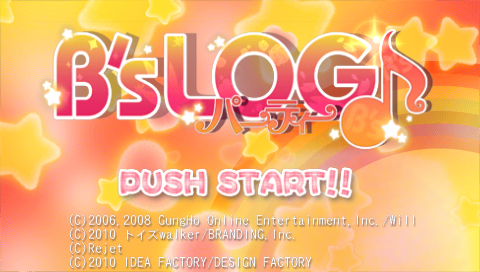 B'sLOG
パーティー♪
B's
PUSH START!!
(C)2006,2008 GungHo Online Entertainment,Inc./Will
(C)2010 トイズwalker/BRANDING,Inc.
(C)Rejet
(C)2010 IDEA FACTORY/DESIGN FACTORY